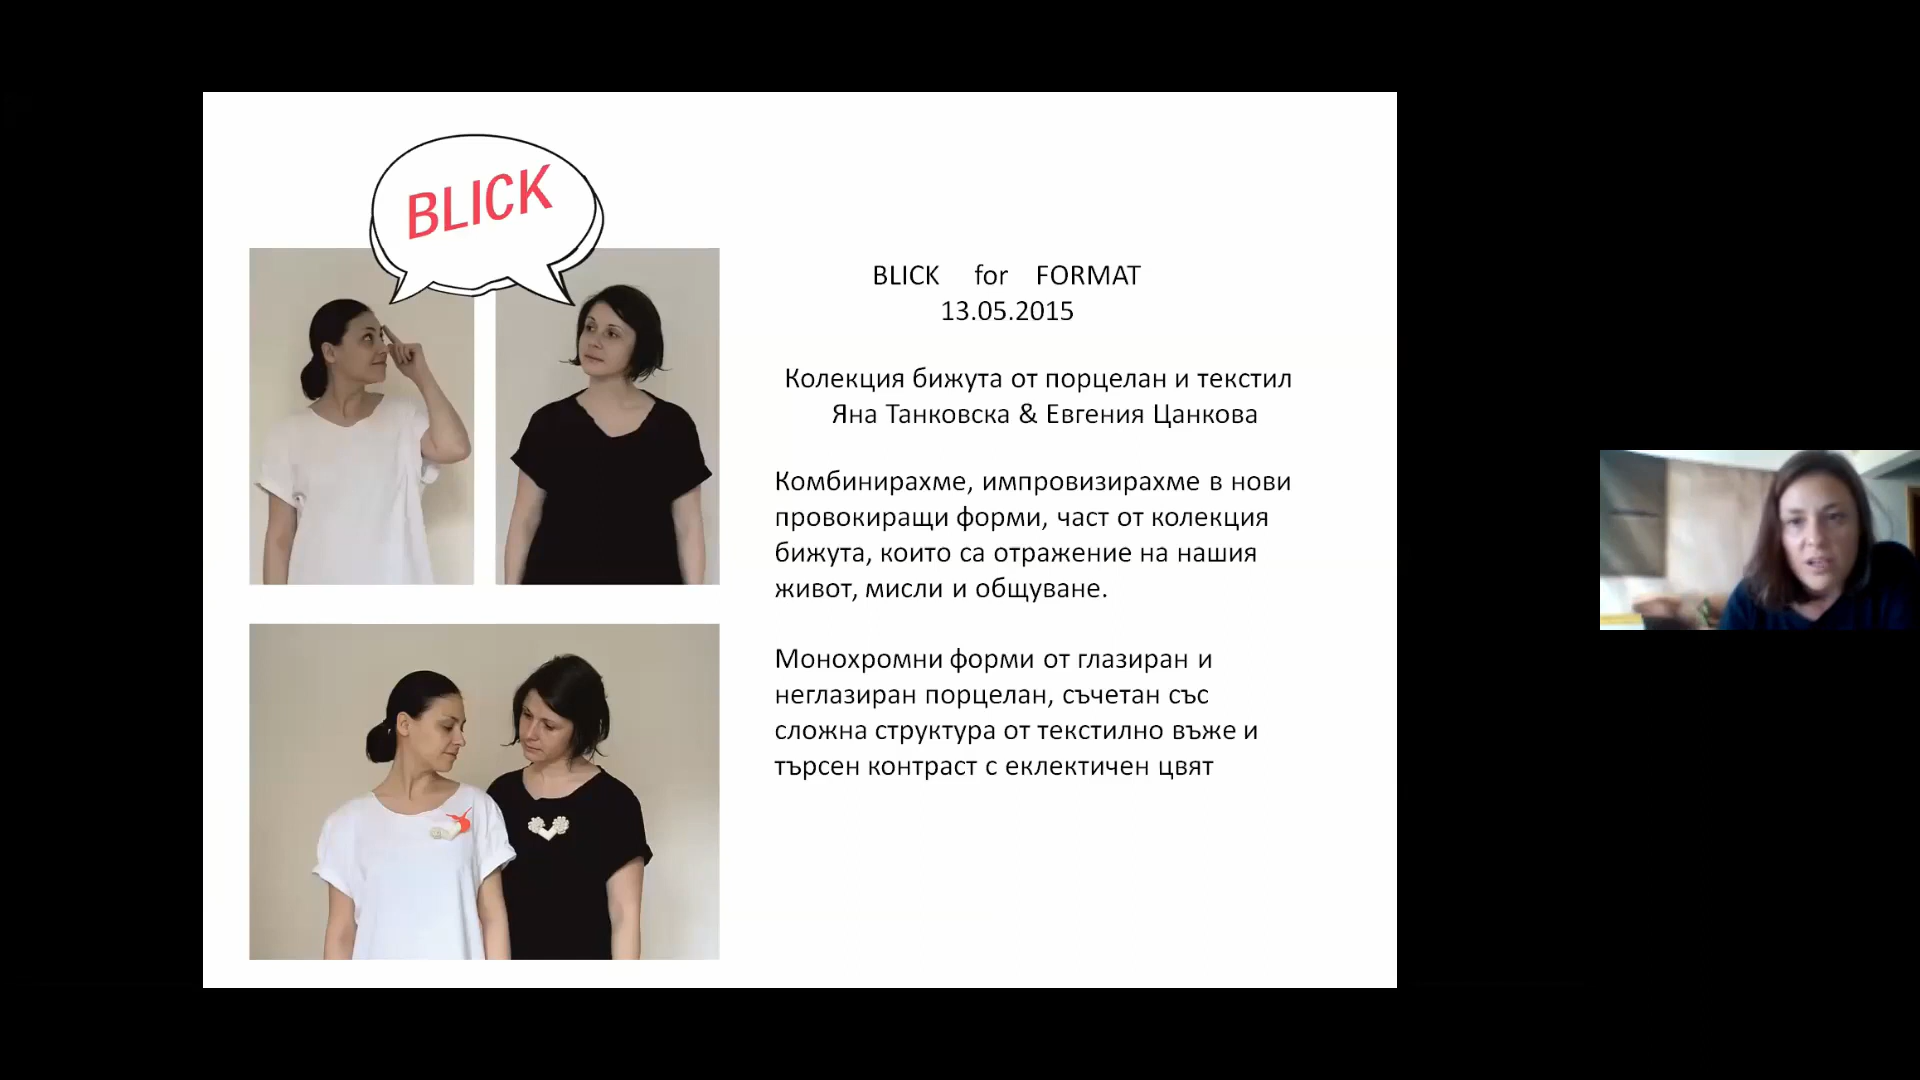 BLICK
BLICK for FORMAT
13.05.2015
Колекция бижута от порцелан и текстил
Яна Танковска & Евгения Цанкова
Комбинирахме, импровизирахме в нови
провокиращи форми, част от колекция
бижута, които са отражение на нашия
живот, мисли и общуване.
Монохромни форми от глазиран и
неглазиран порцелан, съчетан със
сложна структура от текстилно въже и
търсен контраст с еклектичен цвят